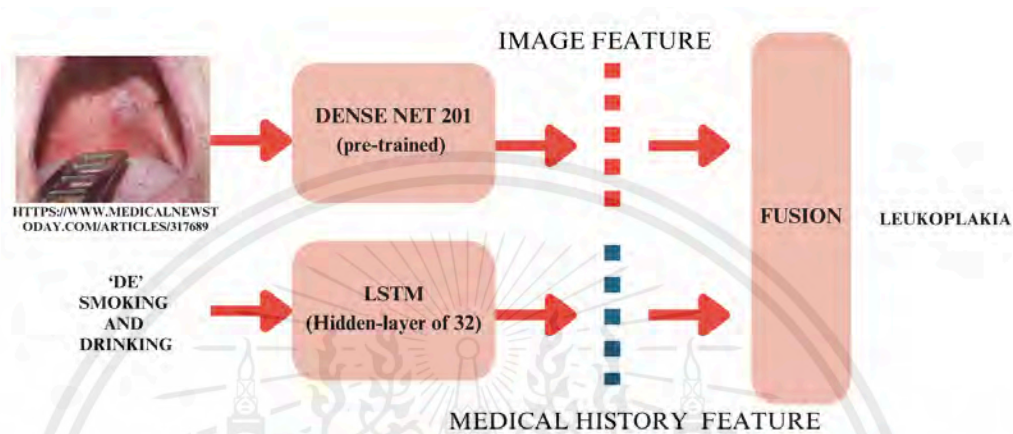 IMAGE FEATURE
DENSE NET 201
(pre-trained)
HTTPS://WWW.MEDICALNEWST
ODAY.COM/ARTICLES/317689
FUSION
LEUKOPLAKIA
‘DE’
SMOKING
AND
DRINKING
LSTM
(Hidden-layer of 32)
MEDICAL HISTORY FEATURE